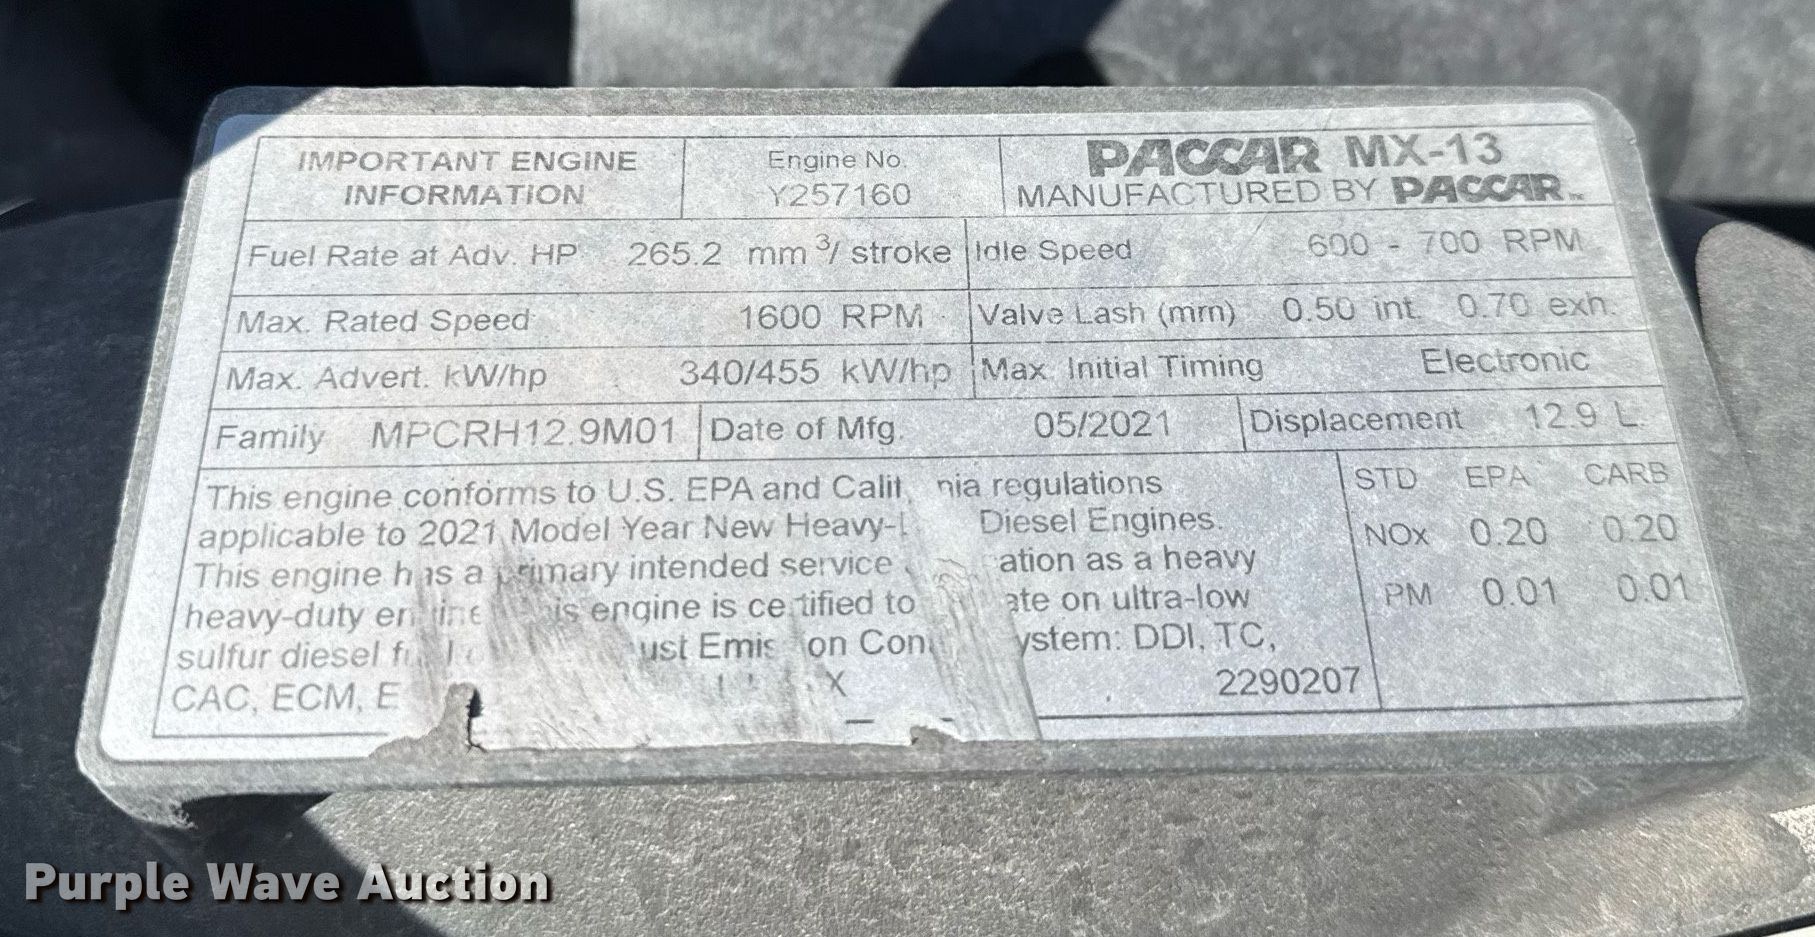 IMPORTANT ENGINE INFORMATION
Engine No.
Y257160
PACCAR MX-13
MANUFACTURED BY PACCAR
Fuel Rate at Adv. HP 265.2 mm³/ stroke
Idle Speed 600 - 700 RPM
Max. Rated Speed 1600 RPM
Valve Lash (mm) 0.50 int. 0.70 exh.
Max. Advert. kW/hp 340/455 kW/hp
Max. Initial Timing Electronic
Family MPCRH12.9M01
Date of Mfg. 05/2021
Displacement 12.9 L.
This engine conforms to U.S. EPA and Calif nia regulations
applicable to 2021 Model Year New Heavy- Diesel Engines.
This engine has a primary intended service ation as a heavy
heavy-duty engine is engine is certified to ate on ultra-low
sulfur diesel ust Emis on Con ystem: DDI, TC,
CAC, ECM, E X 2290207
STD EPA CARB
NOx 0.20 0.20
PM 0.01 0.01
Purple Wave Auction